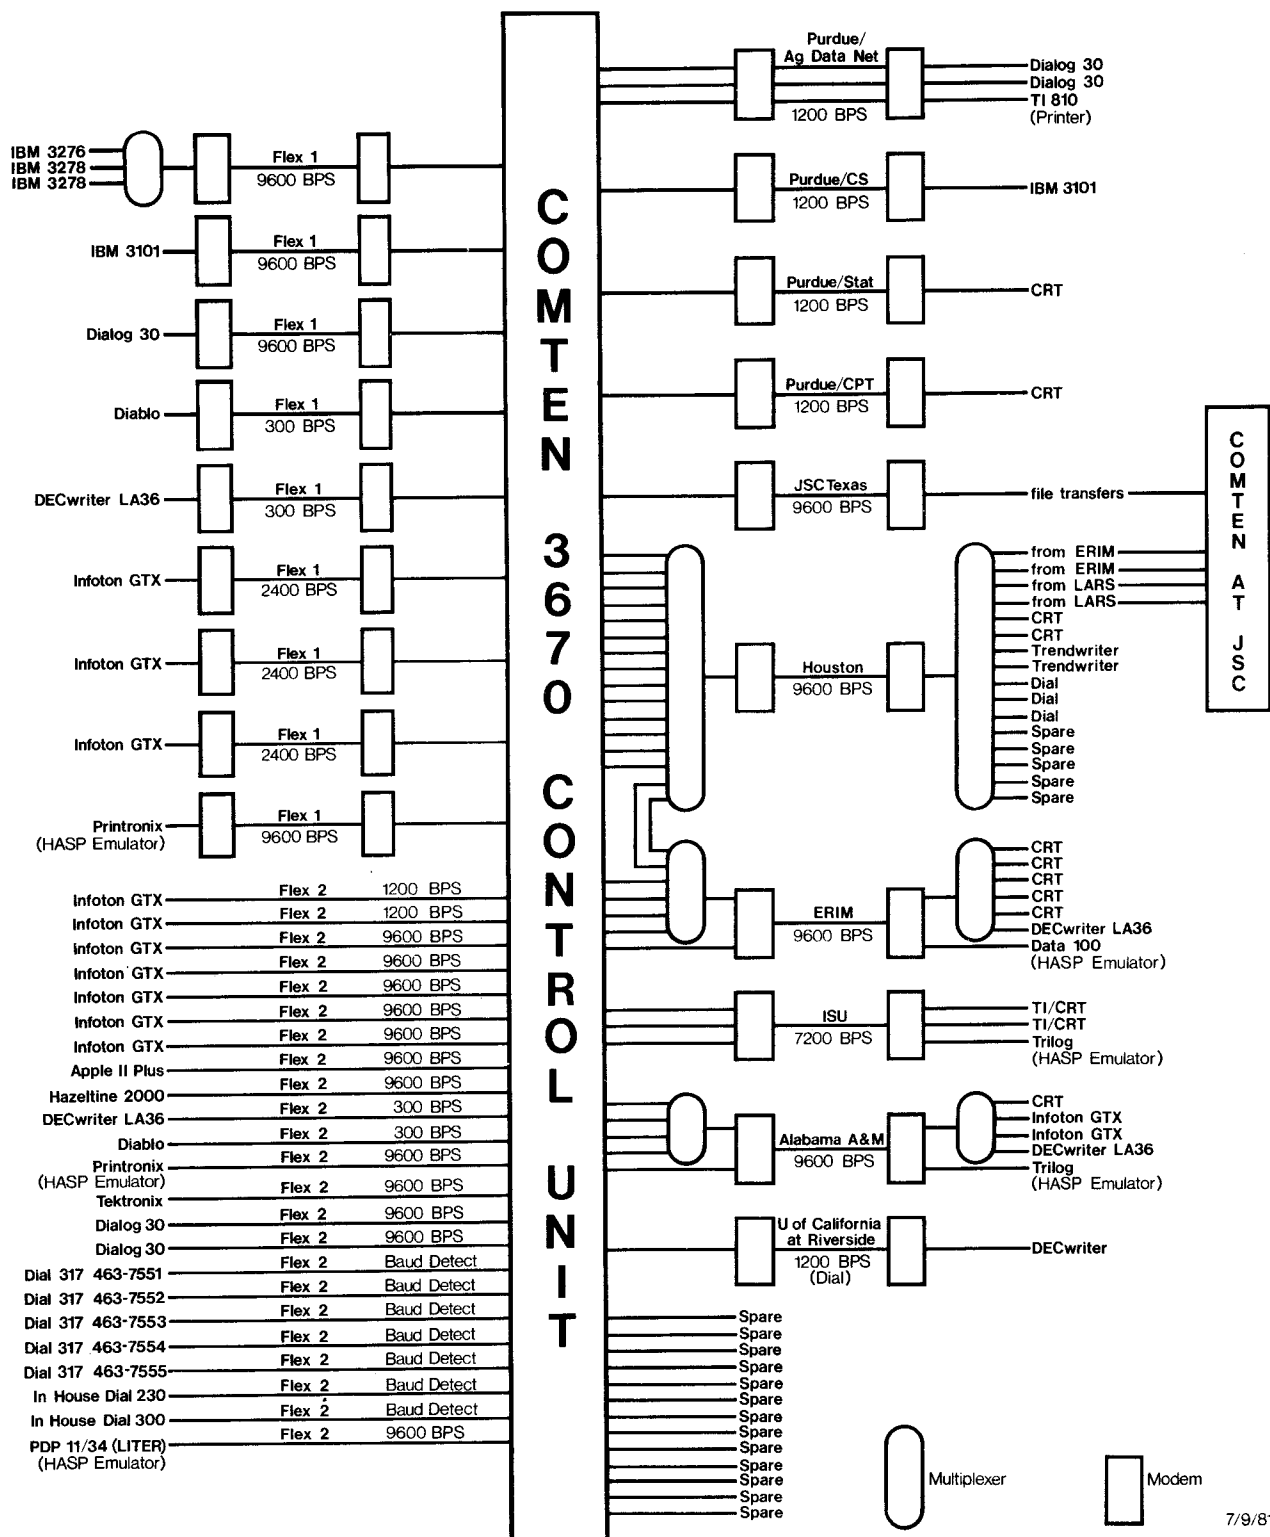 IBM 3276
IBM 3278
IBM 3278
Flex 1
9600 BPS
IBM 3101
Flex 1
9600 BPS
Dialog 30
Flex 1
9600 BPS
Diablo
Flex 1
300 BPS
DECwriter LA36
Flex 1
300 BPS
Infoton GTX
Flex 1
2400 BPS
Infoton GTX
Flex 1
2400 BPS
Infoton GTX
Flex 1
2400 BPS
Printronix
(HASP Emulator)
Flex 1
9600 BPS
Infoton GTX Flex 2 1200 BPS
Infoton GTX Flex 2 1200 BPS
Infoton GTX Flex 2 9600 BPS
Infoton GTX Flex 2 9600 BPS
Infoton GTX Flex 2 9600 BPS
Infoton GTX Flex 2 9600 BPS
Infoton GTX Flex 2 9600 BPS
Apple II Plus Flex 2 9600 BPS
Hazeltine 2000 Flex 2 9600 BPS
DECwriter LA36 Flex 2 300 BPS
Diablo Flex 2 300 BPS
Printronix Flex 2 9600 BPS
(HASP Emulator)
Tektronix Flex 2 9600 BPS
Dialog 30 Flex 2 9600 BPS
Dialog 30 Flex 2 9600 BPS
Dial 317 463-7551 Flex 2 Baud Detect
Dial 317 463-7552 Flex 2 Baud Detect
Dial 317 463-7553 Flex 2 Baud Detect
Dial 317 463-7554 Flex 2 Baud Detect
Dial 317 463-7555 Flex 2 Baud Detect
In House Dial 230 Flex 2 Baud Detect
In House Dial 300 Flex 2 Baud Detect
PDP 11/34 (LITER) Flex 2 9600 BPS
(HASP Emulator)
COMTEN 3670 CONTROL UNIT
Purdue/
Ag Data Net
1200 BPS
Dialog 30
Dialog 30
TI 810
(Printer)
Purdue/CS
1200 BPS
IBM 3101
Purdue/Stat
1200 BPS
CRT
Purdue/CPT
1200 BPS
CRT
JSC Texas
9600 BPS
file transfers
COMTEN AT JSC
Houston
9600 BPS
from ERIM
from ERIM
from LARS
from LARS
CRT
CRT
Trendwriter
Trendwriter
Dial
Dial
Dial
Spare
Spare
Spare
Spare
Spare
ERIM
9600 BPS
CRT
CRT
CRT
CRT
CRT
DECwriter LA36
Data 100
(HASP Emulator)
ISU
7200 BPS
TI/CRT
TI/CRT
Trilog
(HASP Emulator)
Alabama A&M
9600 BPS
CRT
Infoton GTX
Infoton GTX
DECwriter LA36
Trilog
(HASP Emulator)
U of California
at Riverside
1200 BPS
(Dial)
DECwriter
Spare
Spare
Spare
Spare
Spare
Spare
Spare
Spare
Spare
Spare
Spare
Spare
Spare
Multiplexer
Modem
7/9/81